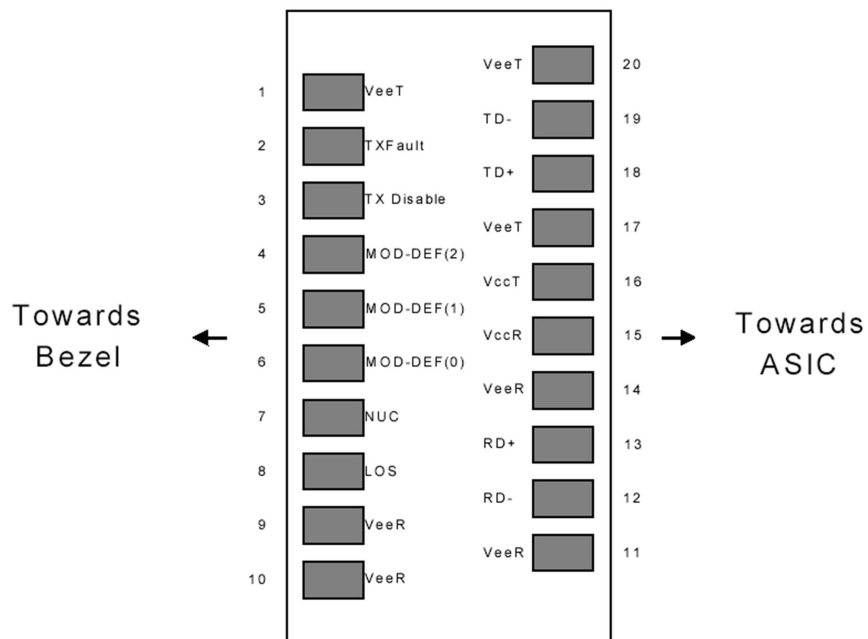 VeeT 20
1 VeeT
TD- 19
2 TXFault
TD+ 18
3 TX Disable
VeeT 17
4 MOD-DEF(2)
VccT 16
5 MOD-DEF(1)
Towards
Bezel
VccR 15
Towards
ASIC
6 MOD-DEF(0)
VeeR 14
7 NUC
RD+ 13
8 LOS
RD- 12
9 VeeR
VeeR 11
10 VeeR